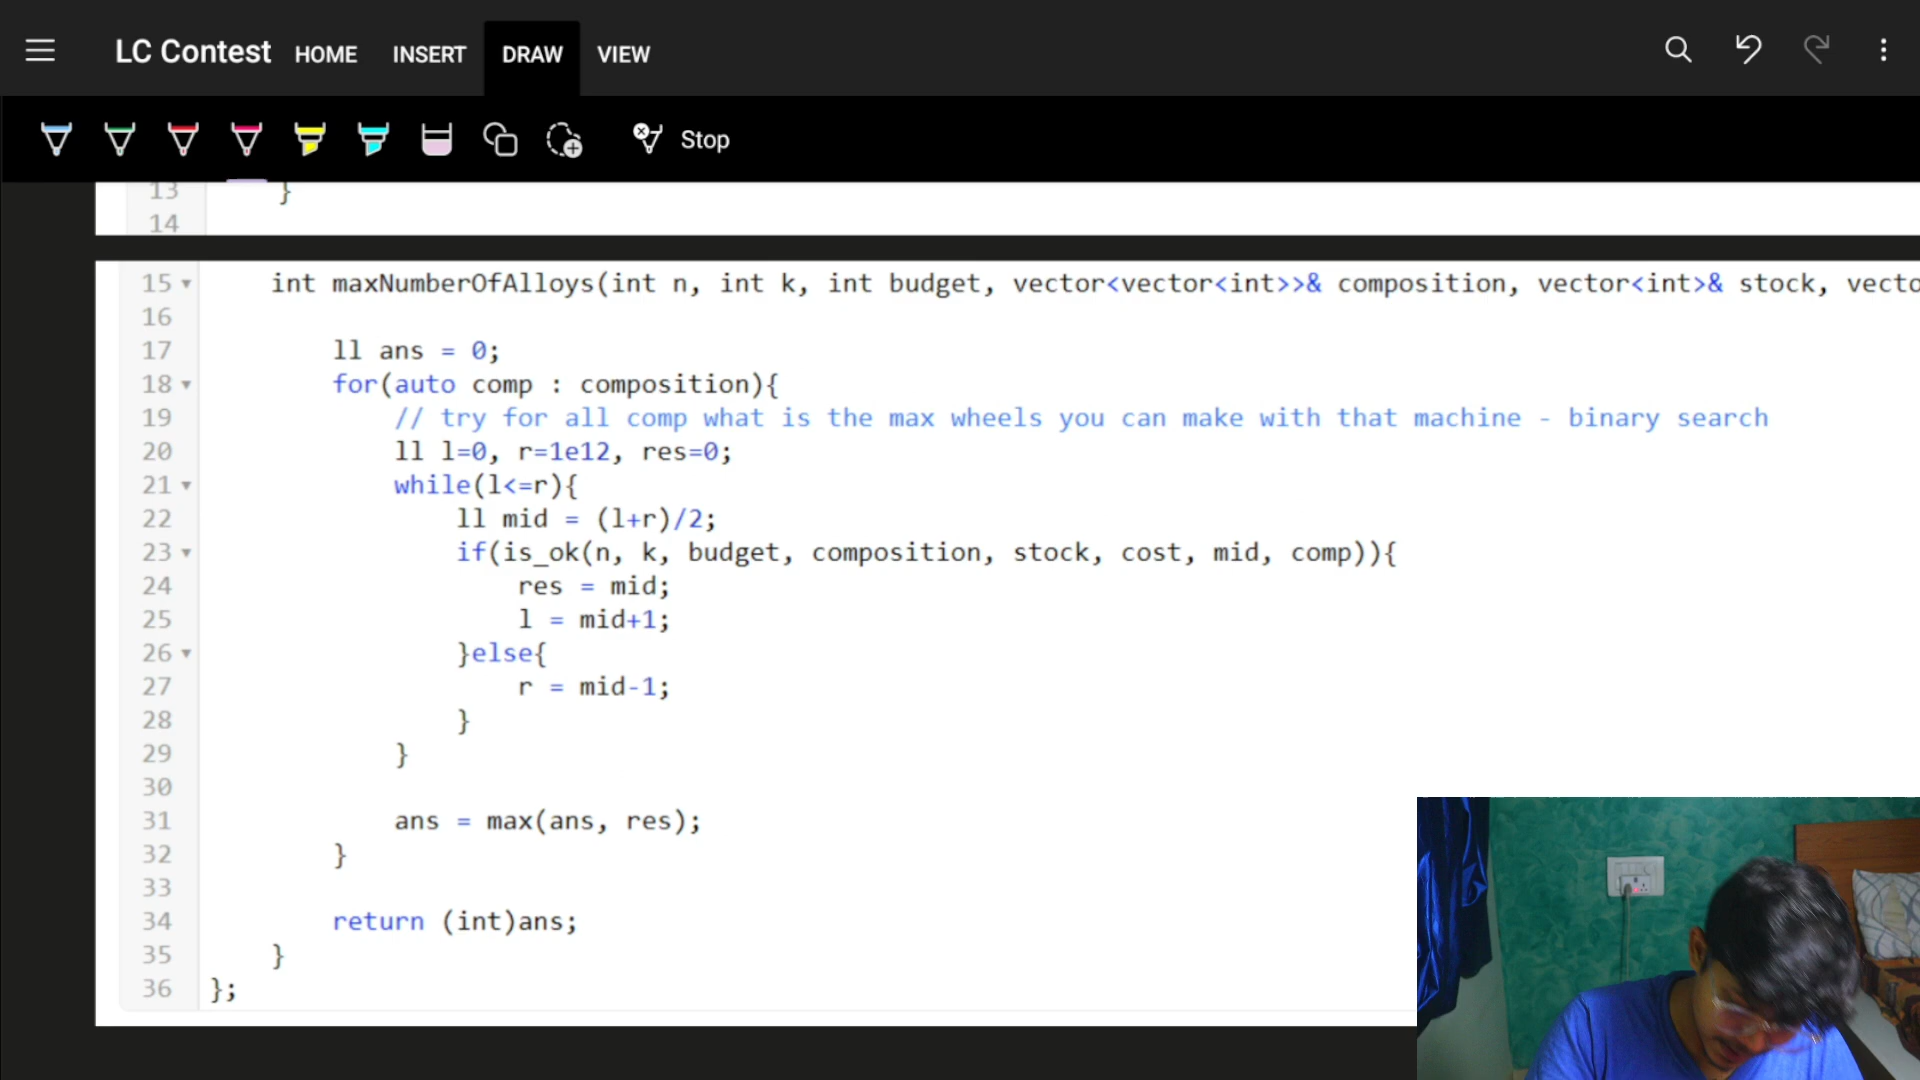 LC Contest HOME INSERT DRAW VIEW
Stop
13 }
14
15 int maxNumberOfAlloys(int n, int k, int budget, vector<vector<int>>& composition, vector<int>& stock, vecto
16
17 ll ans = 0;
18 for(auto comp : composition){
19 // try for all comp what is the max wheels you can make with that machine - binary search
20 ll l=0, r=1e12, res=0;
21 while(l<=r){
22 ll mid = (l+r)/2;
23 if(is_ok(n, k, budget, composition, stock, cost, mid, comp)){
24 res = mid;
25 l = mid+1;
26 }else{
27 r = mid-1;
28 }
29 }
30
31 ans = max(ans, res);
32 }
33
34 return (int)ans;
35 }
36 };